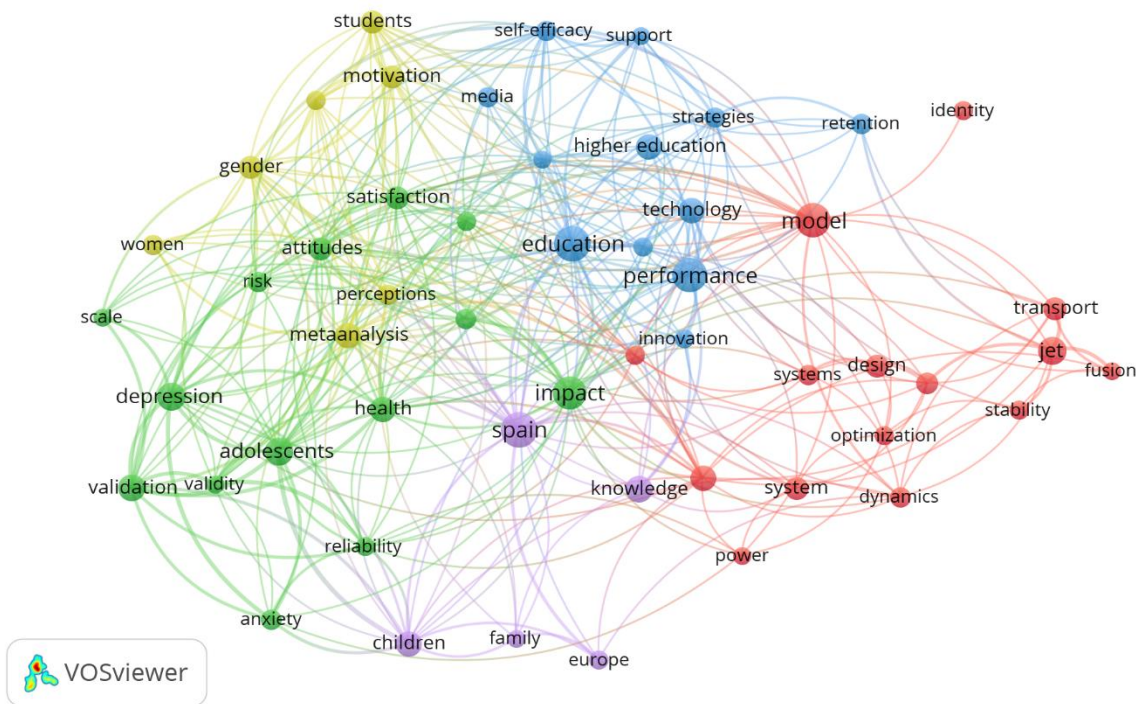 students
self-efficacy
support
motivation
media
identity
strategies
retention
higher education
gender
satisfaction
technology
model
women
attitudes
education
risk
performance
perceptions
scale
transport
metaanalysis
innovation
jet
design
fusion
systems
depression
health
impact
stability
spain
optimization
adolescents
validation
validity
knowledge
system
dynamics
reliability
power
anxiety
children
family
europe
VOSviewer